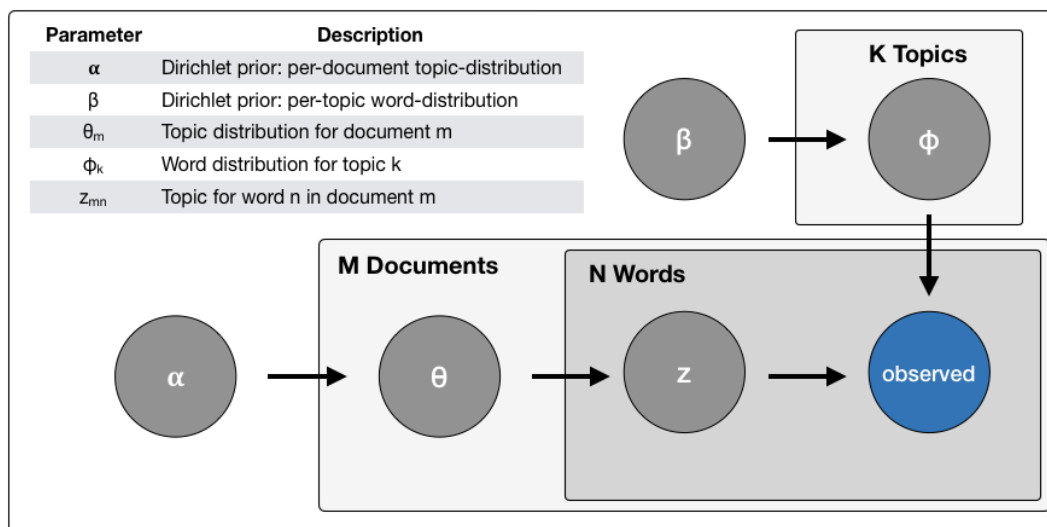 Parameter Description
α Dirichlet prior: per-document topic-distribution
β Dirichlet prior: per-topic word-distribution
θm Topic distribution for document m
ϕk Word distribution for topic k
zmn Topic for word n in document m
K Topics
β
ϕ
M Documents
N Words
α
θ
z
observed